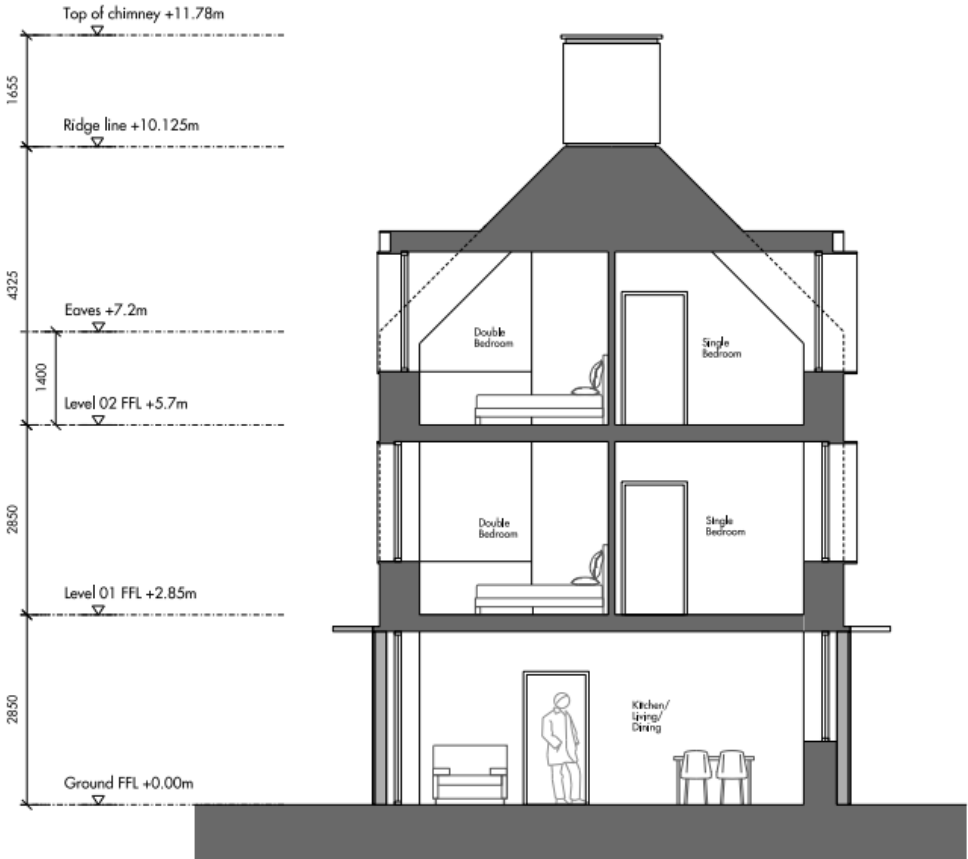 Top of chimney +11.78m
1655
Ridge line +10.125m
4325
Eaves +7.2m
1400
Double
Bedroom
Single
Bedroom
Level 02 FFL +5.7m
2850
Double
Bedroom
Single
Bedroom
Level 01 FFL +2.85m
2850
Kitchen/
Living/
Dining
Ground FFL +0.00m